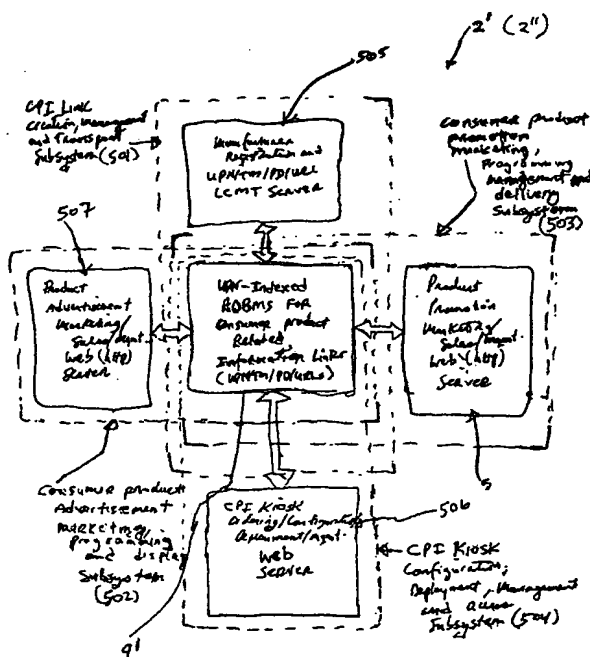 2' (2")
505
CPI Link
Creation, Management
and Transport
Subsystem (501)
Manufacturer
Registration and
UPN/TM/PD/URL
LCMT Server
Consumer product
promotion
marketing,
programming
management and
delivery
Subsystem
(503)
507
Product
Advertisement
Marketing/
Sales/Mgmt.
Web (http)
Server
UPN-Indexed
RDBMS For
Consumer product
Related
Information Links
(UPN/TM/PD/URLs)
Product
Promotion
Marketing/
Sales/Mgmt.
Web (http)
Server
Consumer product
Advertisement
marketing,
programming
and display
Subsystem
(502)
CPI Kiosk
Ordering/Configuration
Deployment/Mgmt.
Web
Server
506
CPI Kiosk
Configuration,
Deployment, Management
and Access
Subsystem (504)
9'